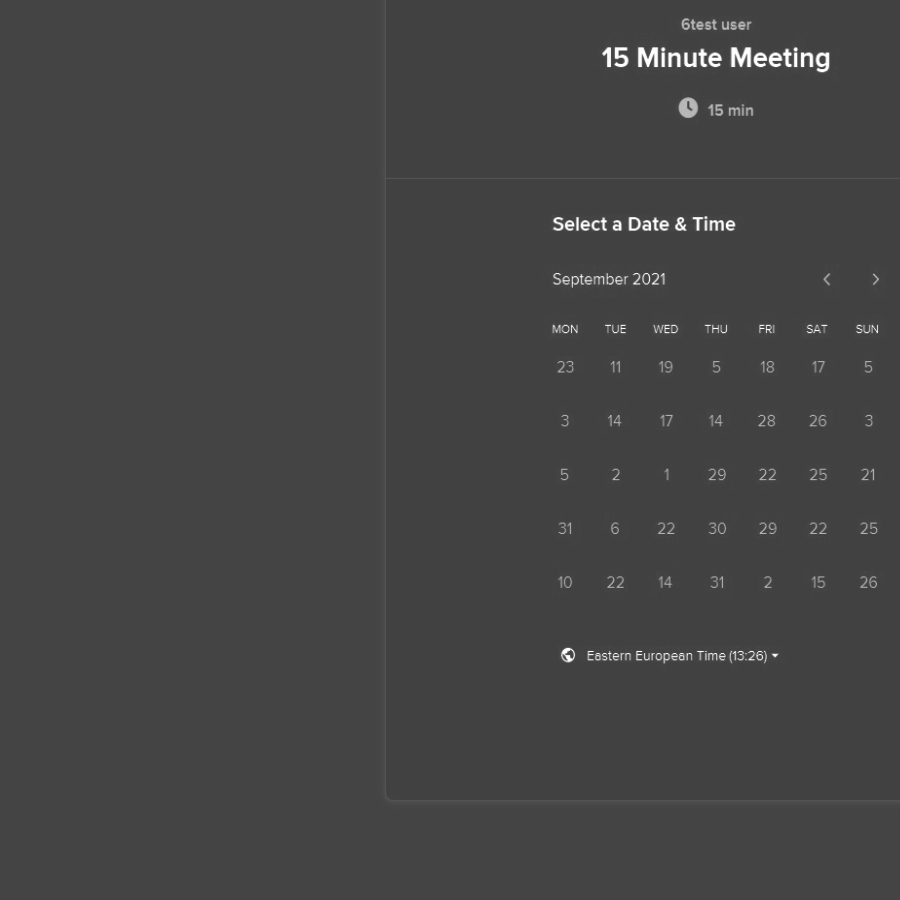 6test user
15 Minute Meeting
15 min
Select a Date & Time
September 2021
MON TUE WED THU FRI SAT SUN
23 11 19 5 18 17 5
3 14 17 14 28 26 3
5 2 1 29 22 25 21
31 6 22 30 29 22 25
10 22 14 31 2 15 26
Eastern European Time (13:26)